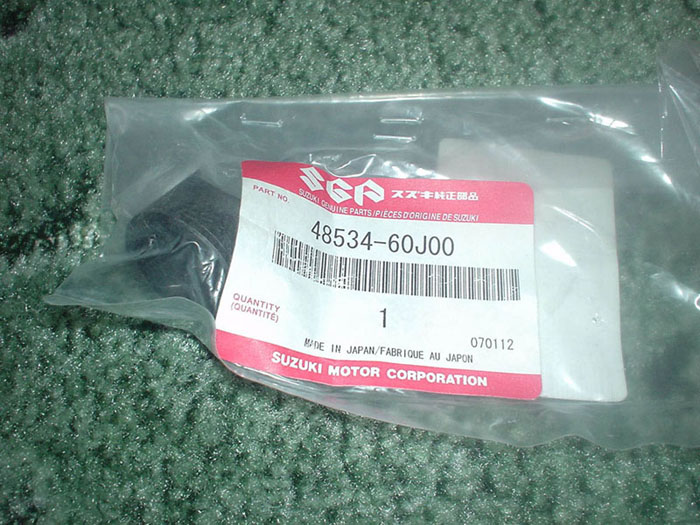 SGP スズキ純正部品
PART NO.
SUZUKI GENUINE PARTS/PIÈCES D'ORIGINE DE SUZUKI
48534-60J00
QUANTITY
(QUANTITÉ)
1
070112
MADE IN JAPAN/FABRIQUE AU JAPON
SUZUKI MOTOR CORPORATION